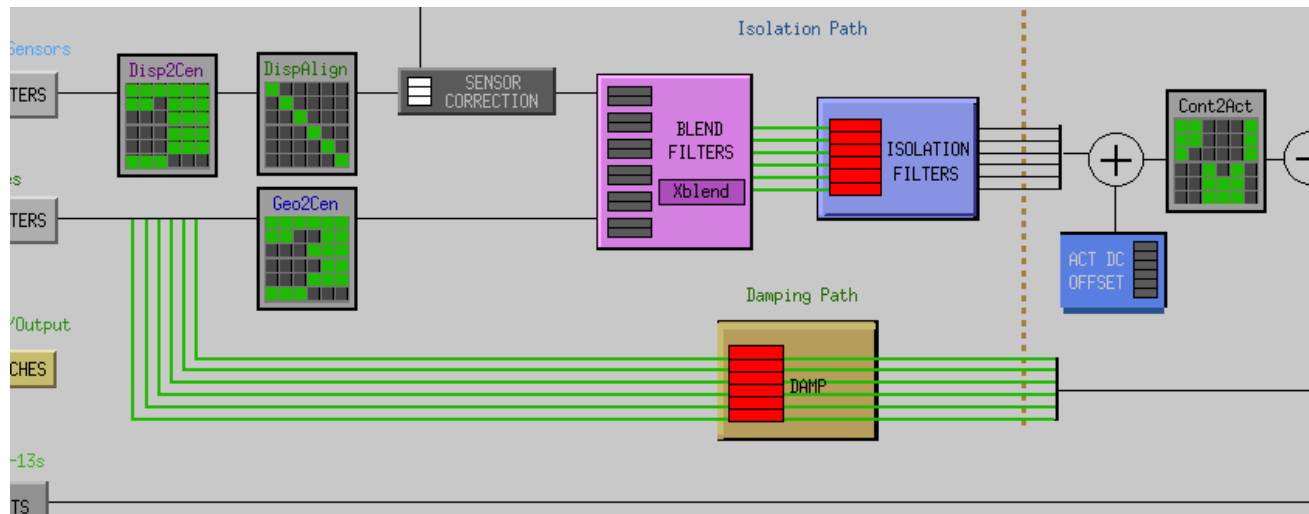 Isolation Path
Sensors
TERS
Disp2Cen
DispAlign
SENSOR
CORRECTION
BLEND
FILTERS
Xblend
ISOLATION
FILTERS
Cont2Act
es
TERS
Geo2Cen
ACT DC
OFFSET
Damping Path
/Output
CHES
DAMP
-13s
TS